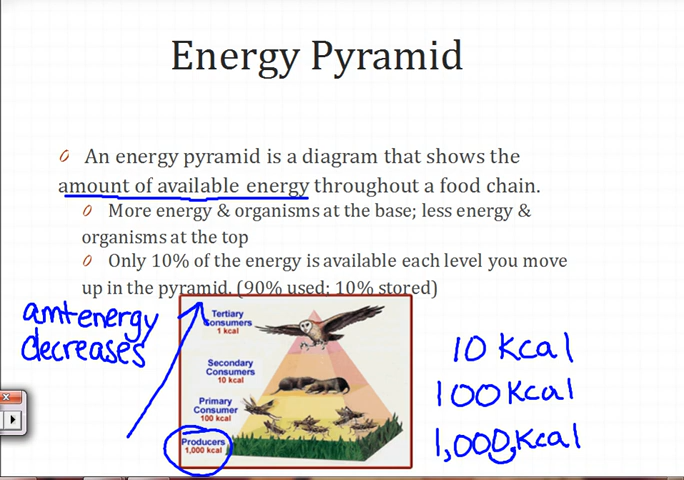 Energy Pyramid
An energy pyramid is a diagram that shows the
amount of available energy throughout a food chain.
More energy & organisms at the base; less energy &
organisms at the top
Only 10% of the energy is available each level you move
up in the pyramid. (90% used; 10% stored)
amt energy
decreases
Tertiary
Consumers
1 kcal
Secondary
Consumers
10 kcal
Primary
Consumer
100 kcal
Producers
1,000 kcal
10 Kcal
100 Kcal
1,000 Kcal